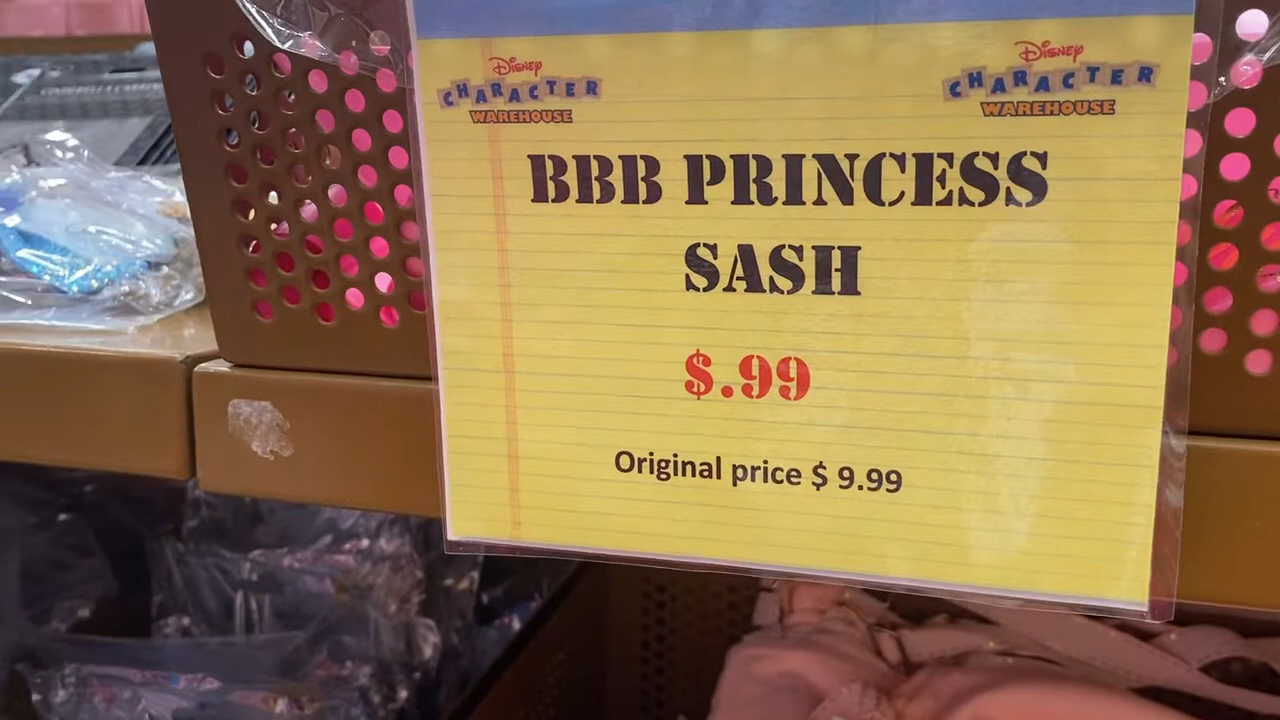 Disney
CHARACTER
WAREHOUSE
Disney
CHARACTER
WAREHOUSE
BBB PRINCESS
SASH
$.99
Original price $ 9.99